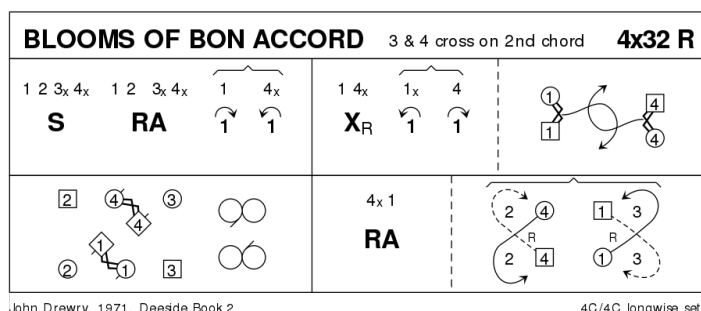 BLOOMS OF BON ACCORD 3 & 4 cross on 2nd chord 4x32 R
1 2 3x 4x 1 2 3x 4x 1 4x
S RA 1 1
1 4x 1x 4
XR 1 1
1 4
1 4
2 4 3
4
1
2 1 3
4x 1
RA
2 4 1 3
R R
2 4 1 3
John Drewry 1971 Deeside Book 2 4C/4C longwise set